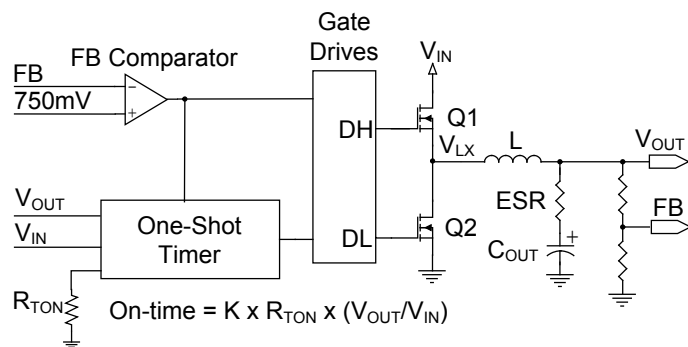 Gate
Drives
FB Comparator
FB
750mV
V_IN
DH
Q1
V_LX
L
V_OUT
ESR
FB
C_OUT
+
V_OUT
V_IN
One-Shot
Timer
DL
Q2
R_TON
On-time = K x R_TON x (V_OUT/V_IN)